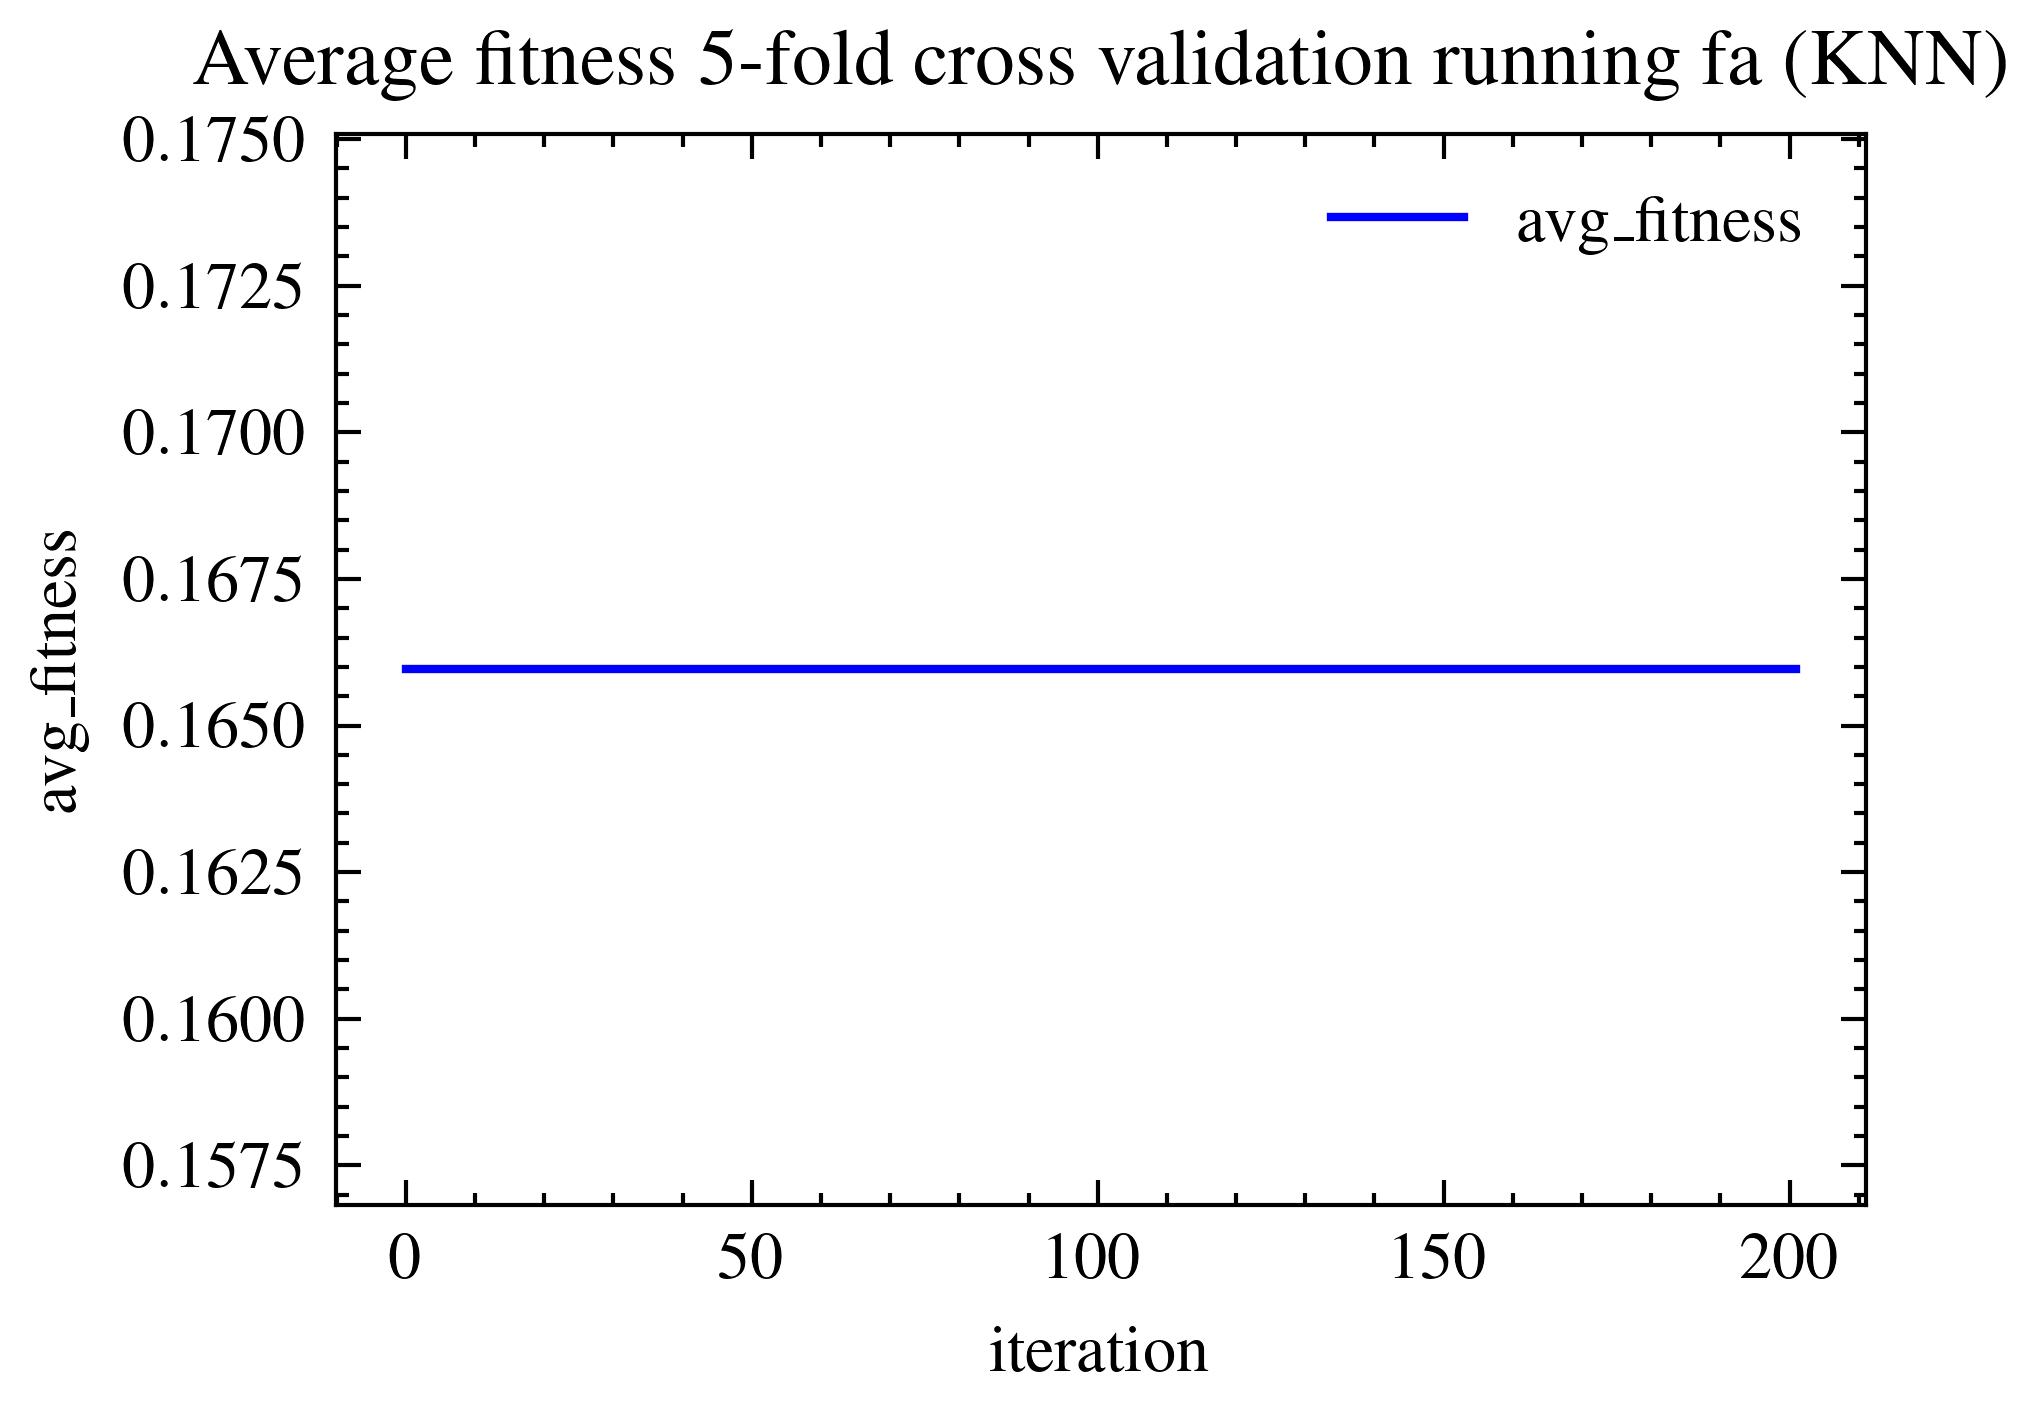 Average fitness 5-fold cross validation running fa (KNN)
avg_fitness
0.1750
0.1725
0.1700
0.1675
0.1650
0.1625
0.1600
0.1575
avg_fitness
0 50 100 150 200
iteration